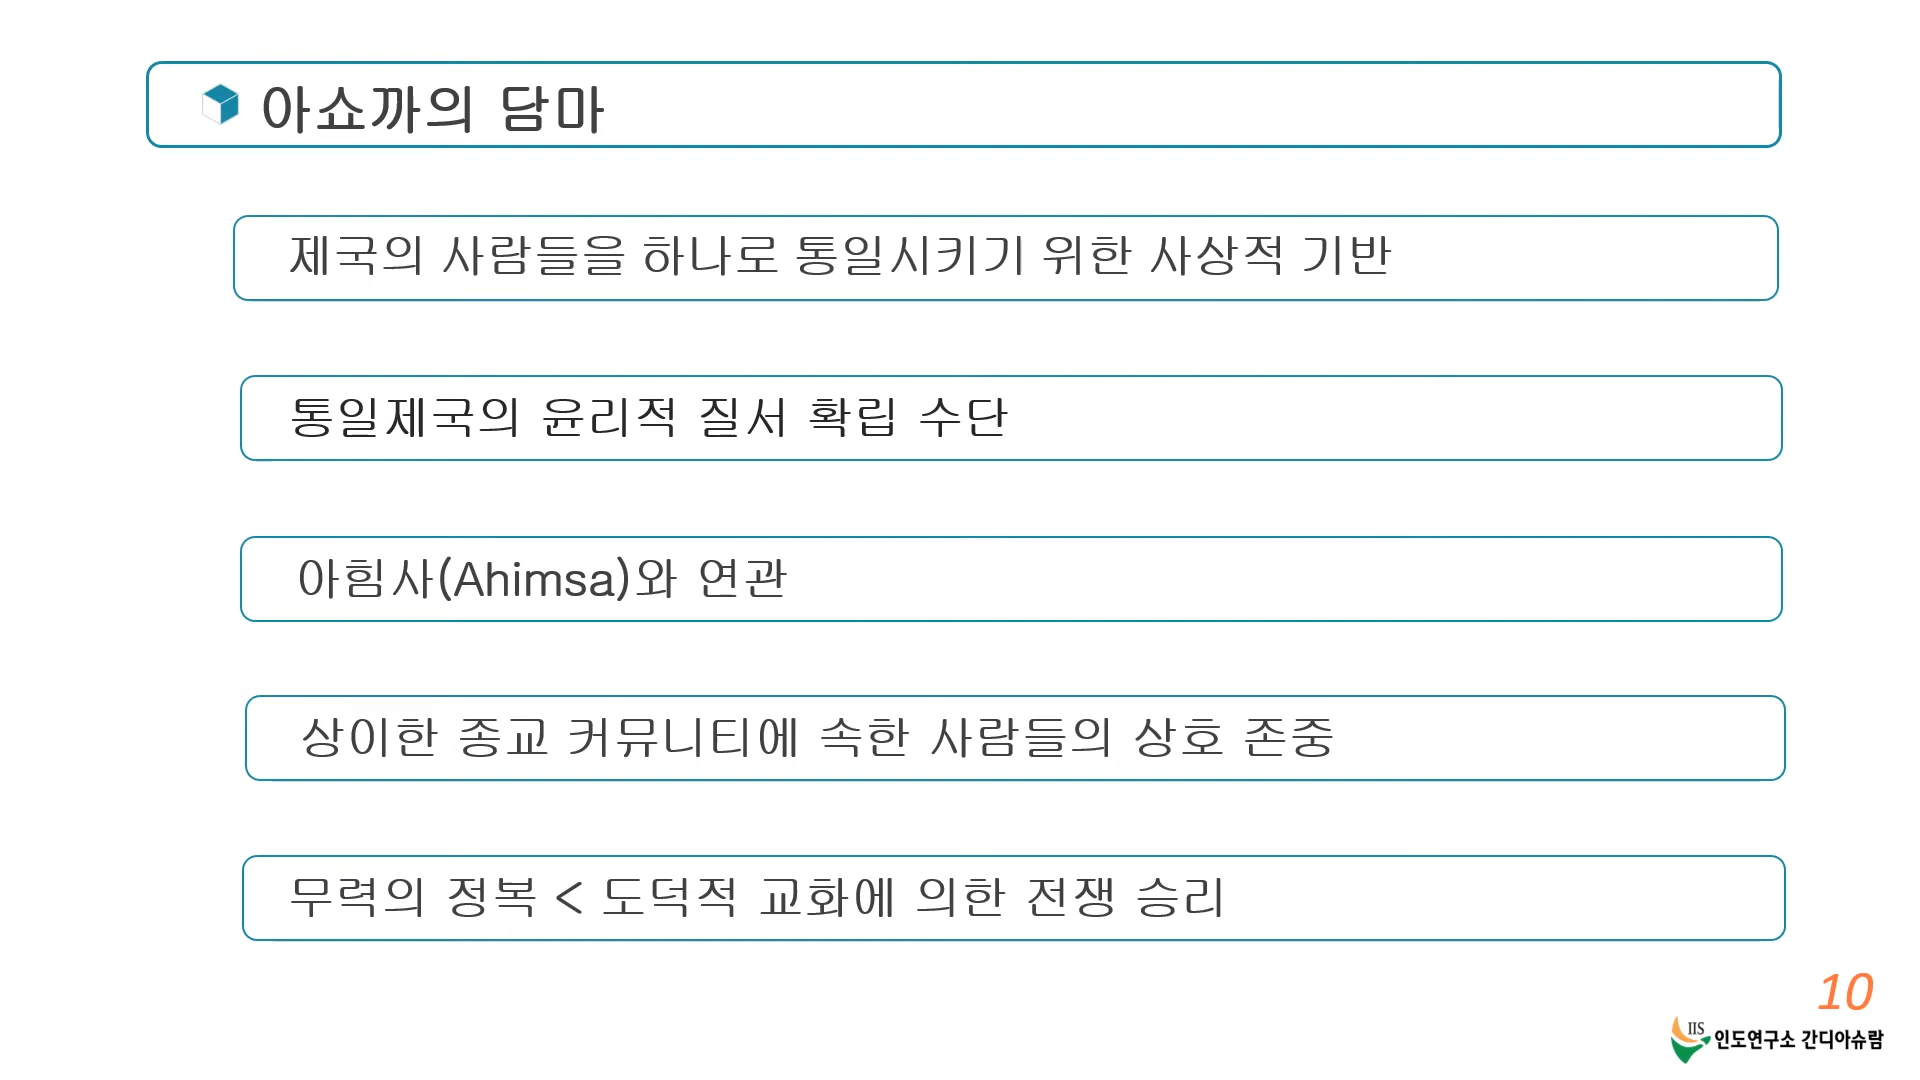 아쇼까의 담마
제국의 사람들을 하나로 통일시키기 위한 사상적 기반
통일제국의 윤리적 질서 확립 수단
아힘사(Ahimsa)와 연관
상이한 종교 커뮤니티에 속한 사람들의 상호 존중
무력의 정복 < 도덕적 교화에 의한 전쟁 승리
10
IIS 인도연구소 간디아슈람